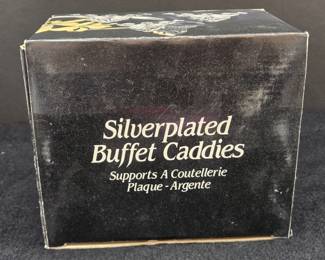 Silverplated
Buffet Caddies
Supports A Coutellerie
Plaque - Argente